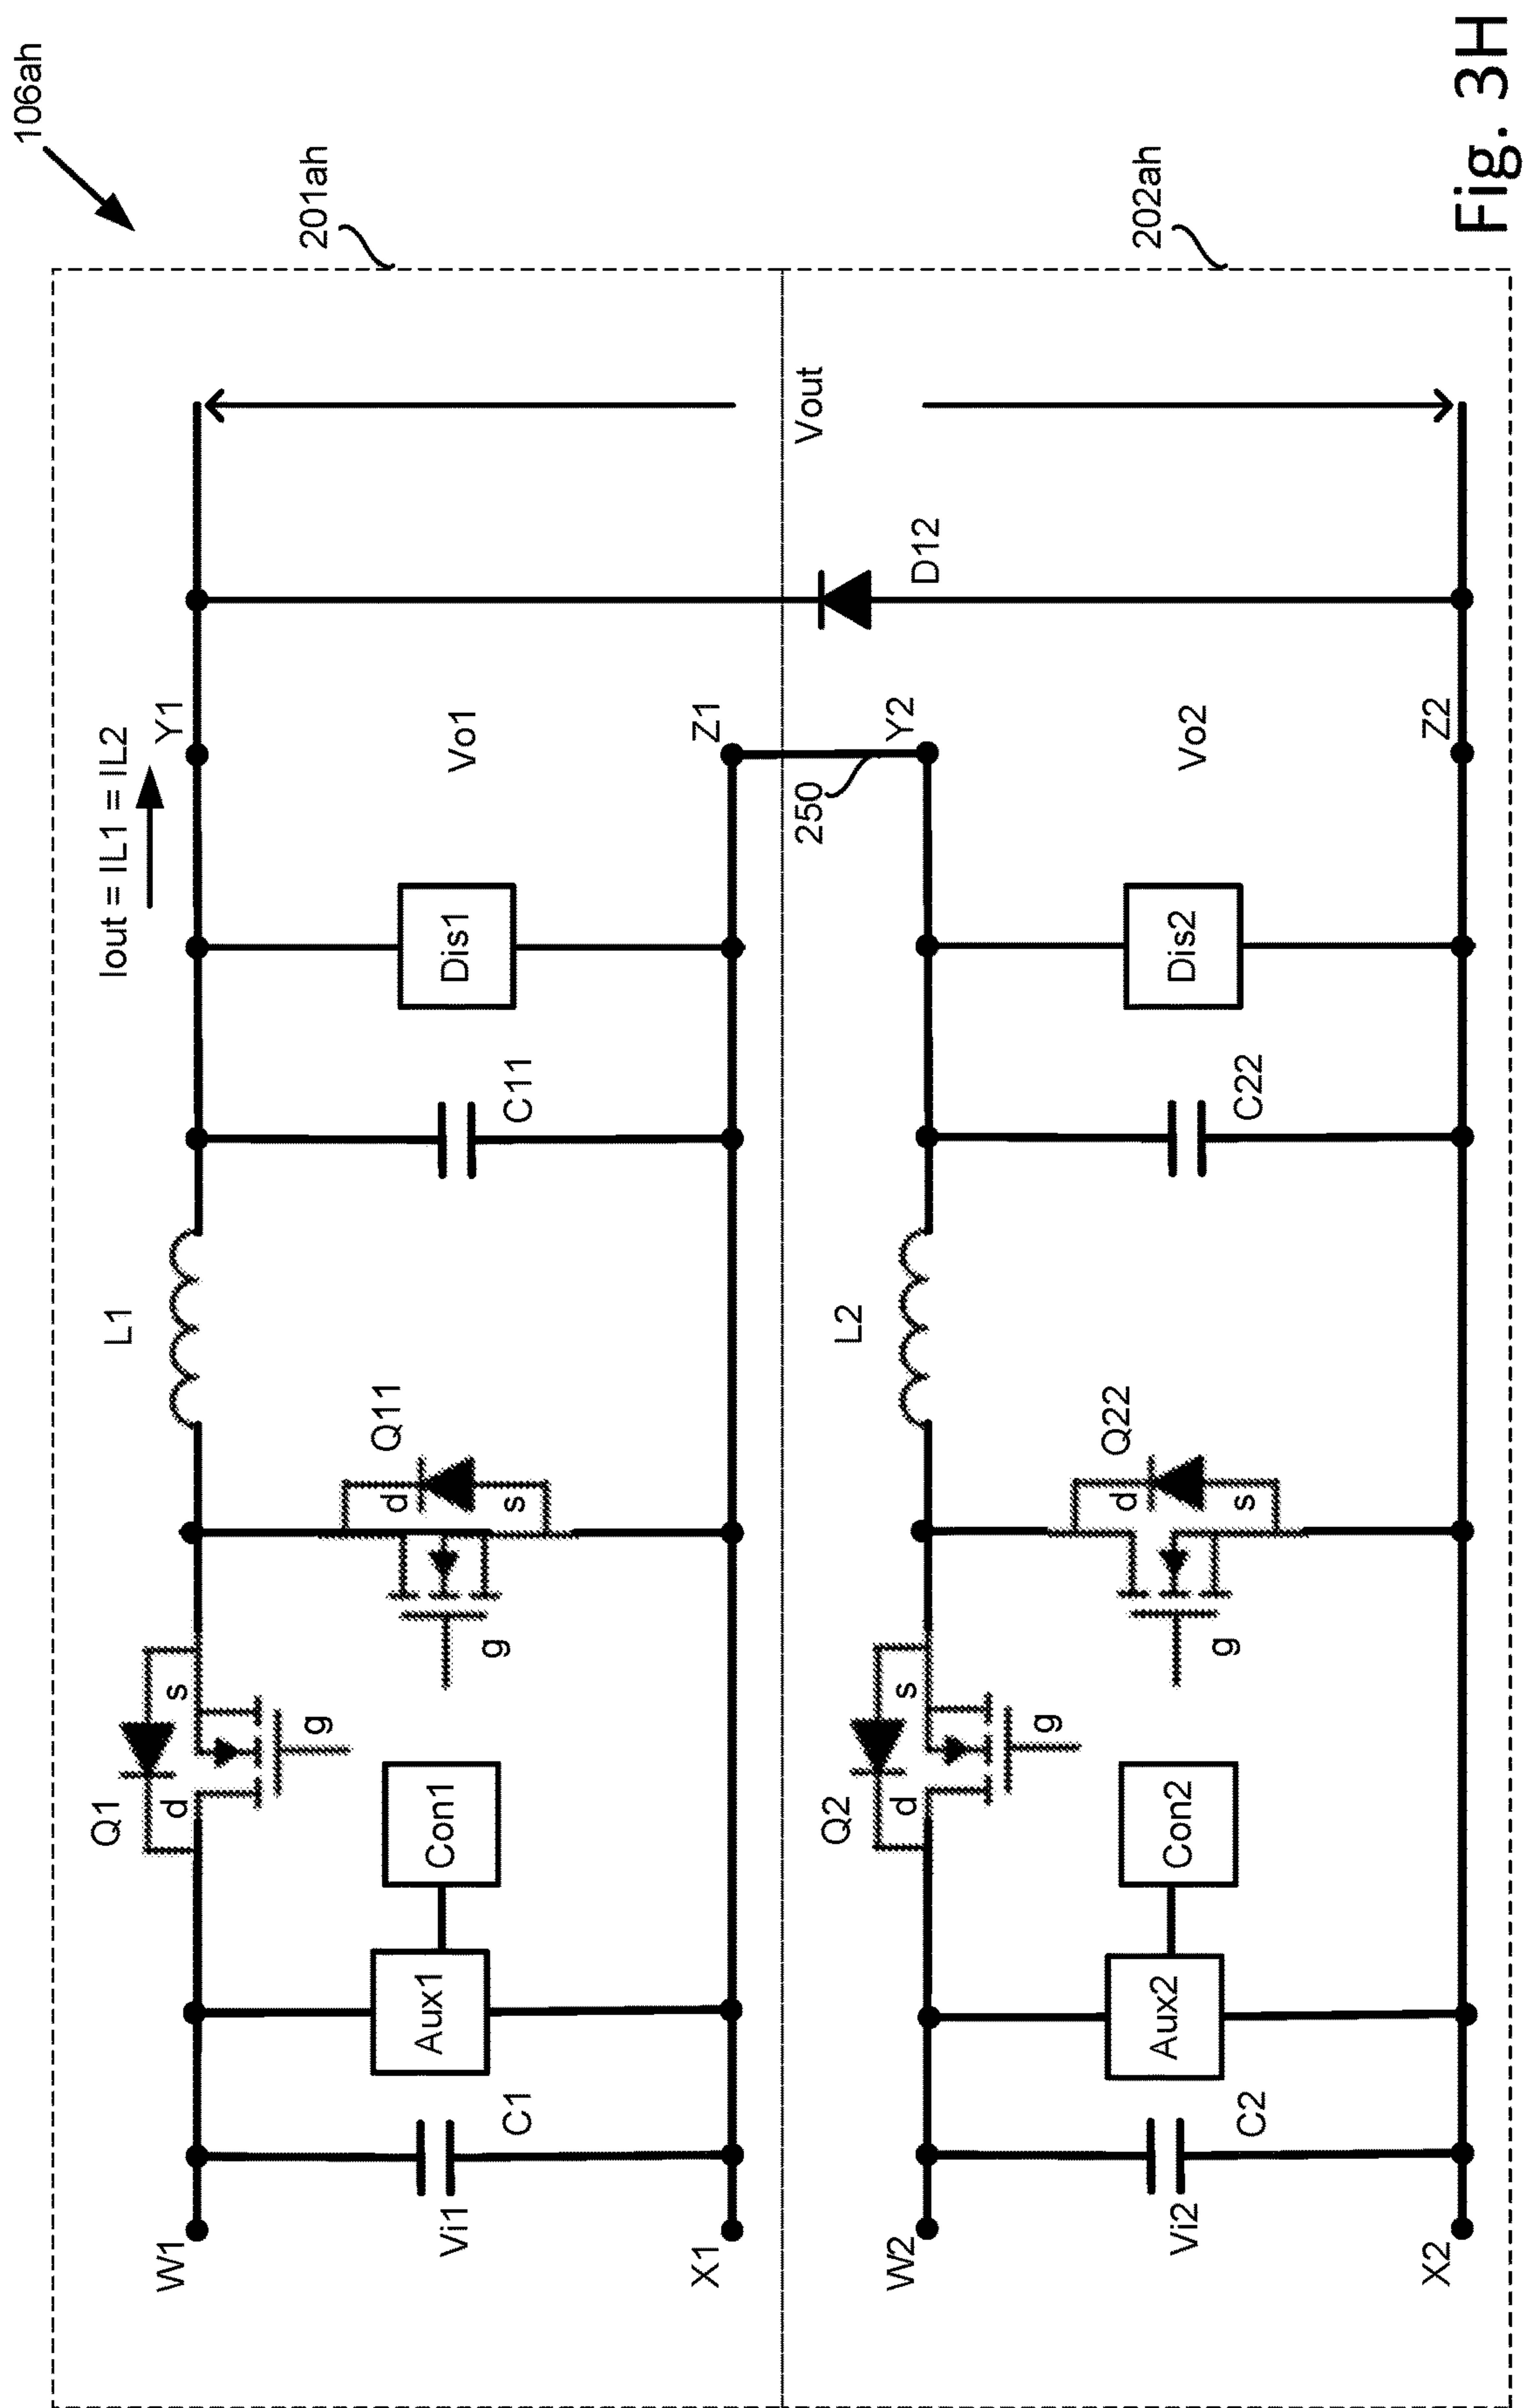 106ah
201ah
Iout = IL1 = IL2
Y1
Q1
d
s
g
L1
Q11
d
s
g
C11
Dis1
Vo1
W1
Vi1
C1
Aux1
Con1
X1
Z1
250
Vout
D12
202ah
Y2
Q2
d
s
g
L2
Q22
d
s
g
C22
Dis2
Vo2
W2
Vi2
C2
Aux2
Con2
X2
Z2
Fig. 3H